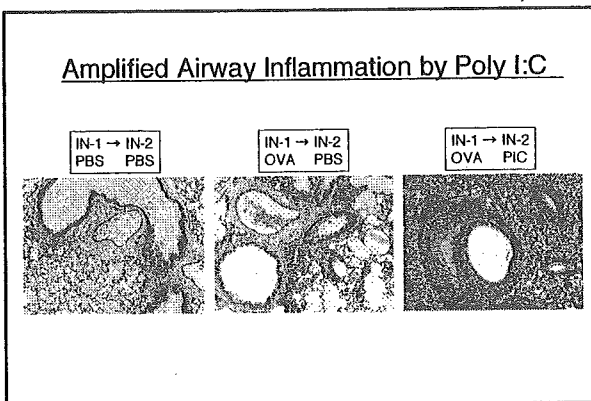 Amplified Airway Inflammation by Poly I:C
IN-1 → IN-2
PBS PBS
IN-1 → IN-2
OVA PBS
IN-1 → IN-2
OVA PIC